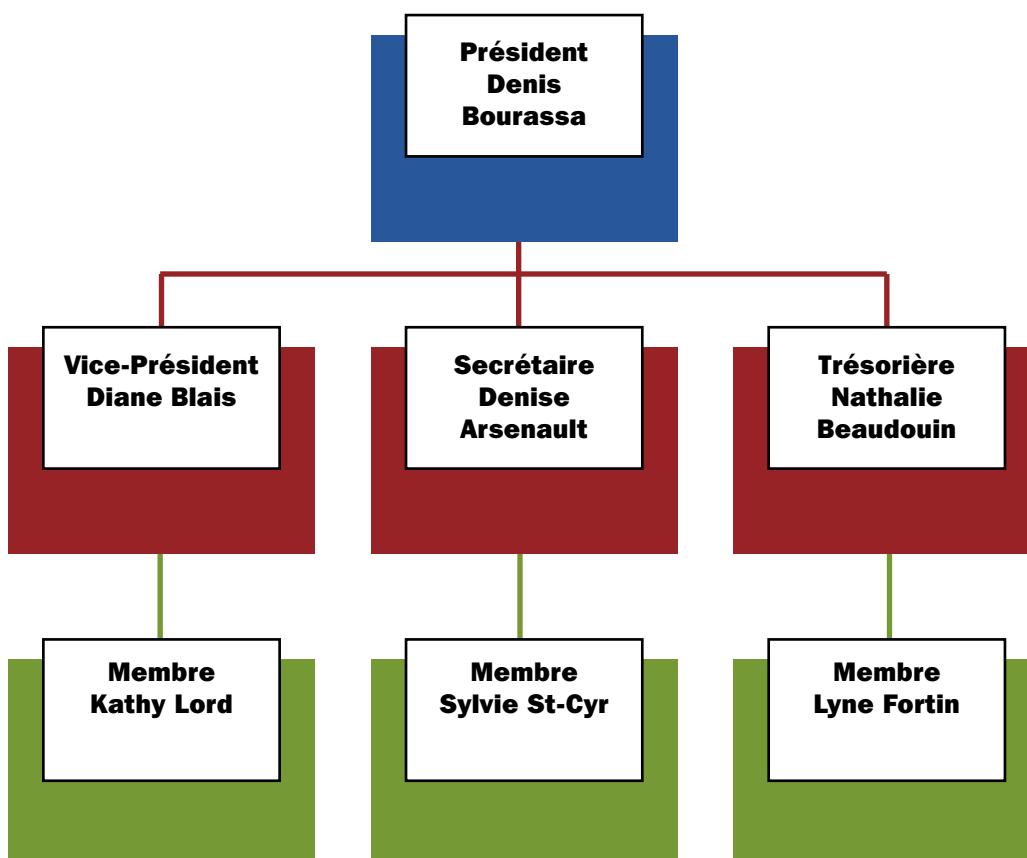 Président
Denis
Bourassa
Vice-Président
Diane Blais
Secrétaire
Denise
Arsenault
Trésorière
Nathalie
Beaudouin
Membre
Kathy Lord
Membre
Sylvie St-Cyr
Membre
Lyne Fortin